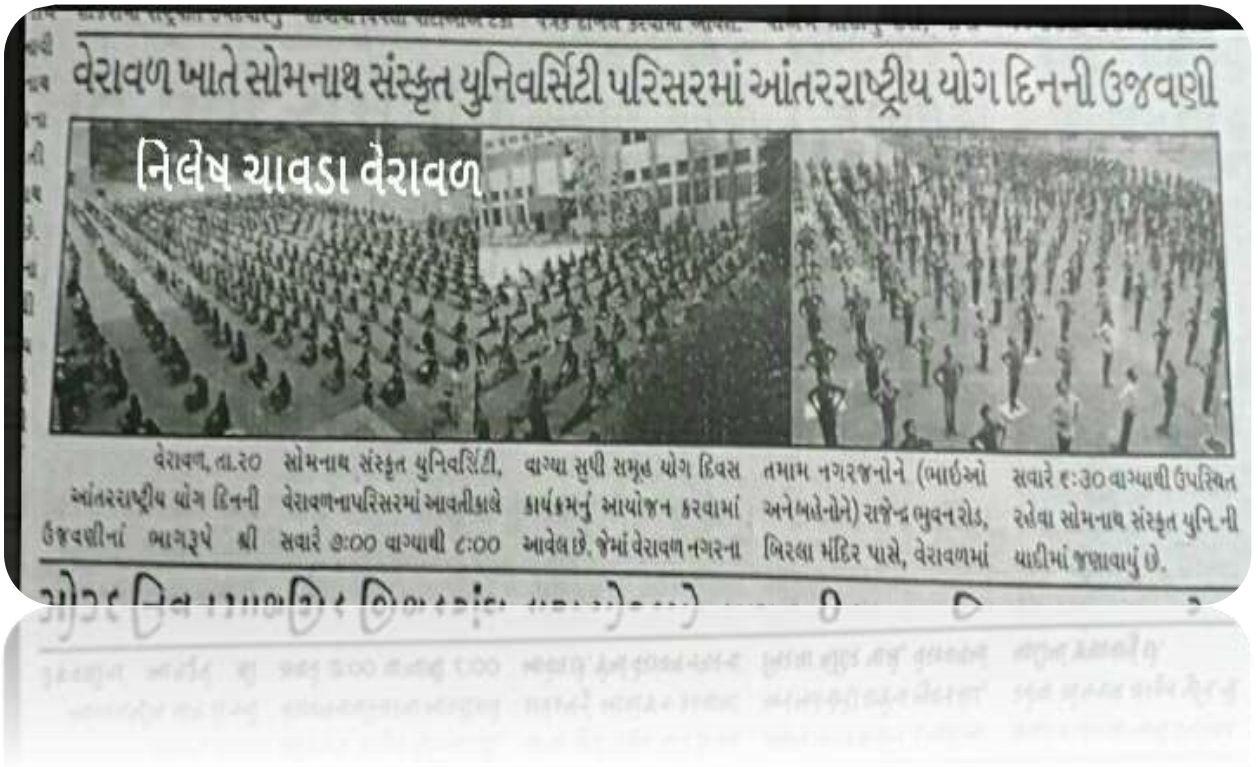 વેરાવળ ખાતે સોમનાથ સંસ્કૃત યુનિવર્સિટી પરિસરમાં આંતરરાષ્ટ્રીય યોગ દિનની ઉજવણી
નિલેષ ચાવડા વેરાવળ
વેરાવળ, તા.૨૦
આંતરરાષ્ટ્રીય યોગ દિનની
ઉજવણીનાં ભાગરૂપે શ્રી
સોમનાથ સંસ્કૃત યુનિવર્સિટી,
વેરાવળનાપરિસરમાં આવતીકાલે
સવારે ૭:૦૦ વાગ્યાથી ૮:૦૦
વાગ્યા સુધી સમૂહ યોગ દિવસ
કાર્યક્રમનું આયોજન કરવામાં
આવેલ છે. જેમાં વેરાવળ નગરના
તમામ નગરજનોને (ભાઈઓ
અને બહેનોને) રાજેન્દ્ર ભુવન રોડ,
બિરલા મંદિર પાસે, વેરાવળમાં
સવારે ૬:૩૦ વાગ્યાથી ઉપસ્થિત
રહેવા સોમનાથ સંસ્કૃત યુનિ.ની
યાદીમાં જણાવાયું છે.